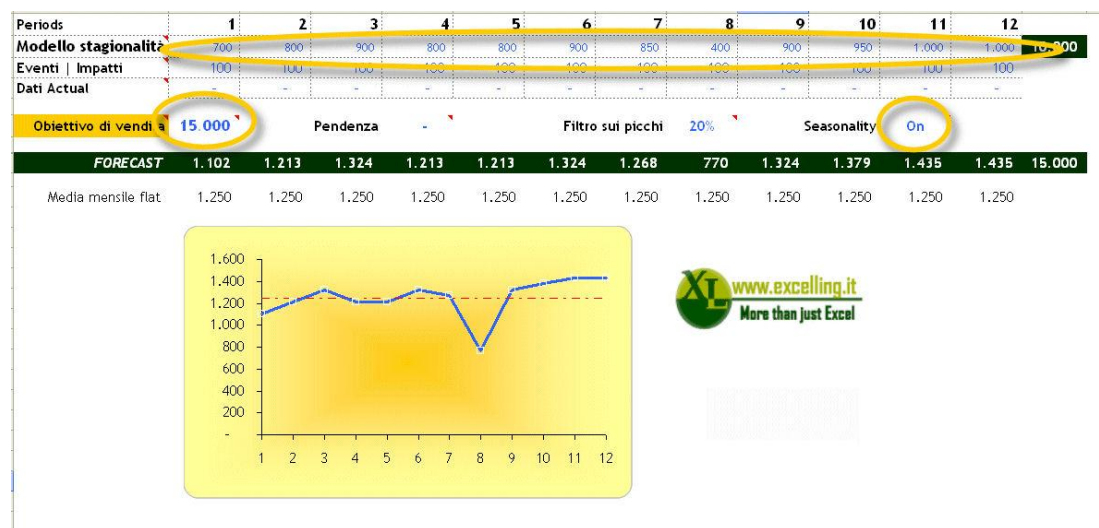 Periods 1 2 3 4 5 6 7 8 9 10 11 12
Modello stagionalità 700 800 900 800 800 900 850 400 900 950 1.000 1.000 10.000
Eventi | Impatti 100 100 100 100 100 100 100 100 100 100 100 100
Dati Actual - - - - - - - - - - - -
Obiettivo di vendita 15.000 Pendenza - Filtro sui picchi 20% Seasonality On
FORECAST 1.102 1.213 1.324 1.213 1.213 1.324 1.268 770 1.324 1.379 1.435 1.435 15.000
Media mensile flat 1.250 1.250 1.250 1.250 1.250 1.250 1.250 1.250 1.250 1.250 1.250 1.250
1.600
1.400
1.200
1.000
800
600
400
200
-
1 2 3 4 5 6 7 8 9 10 11 12
XL www.excelling.it
More than just Excel